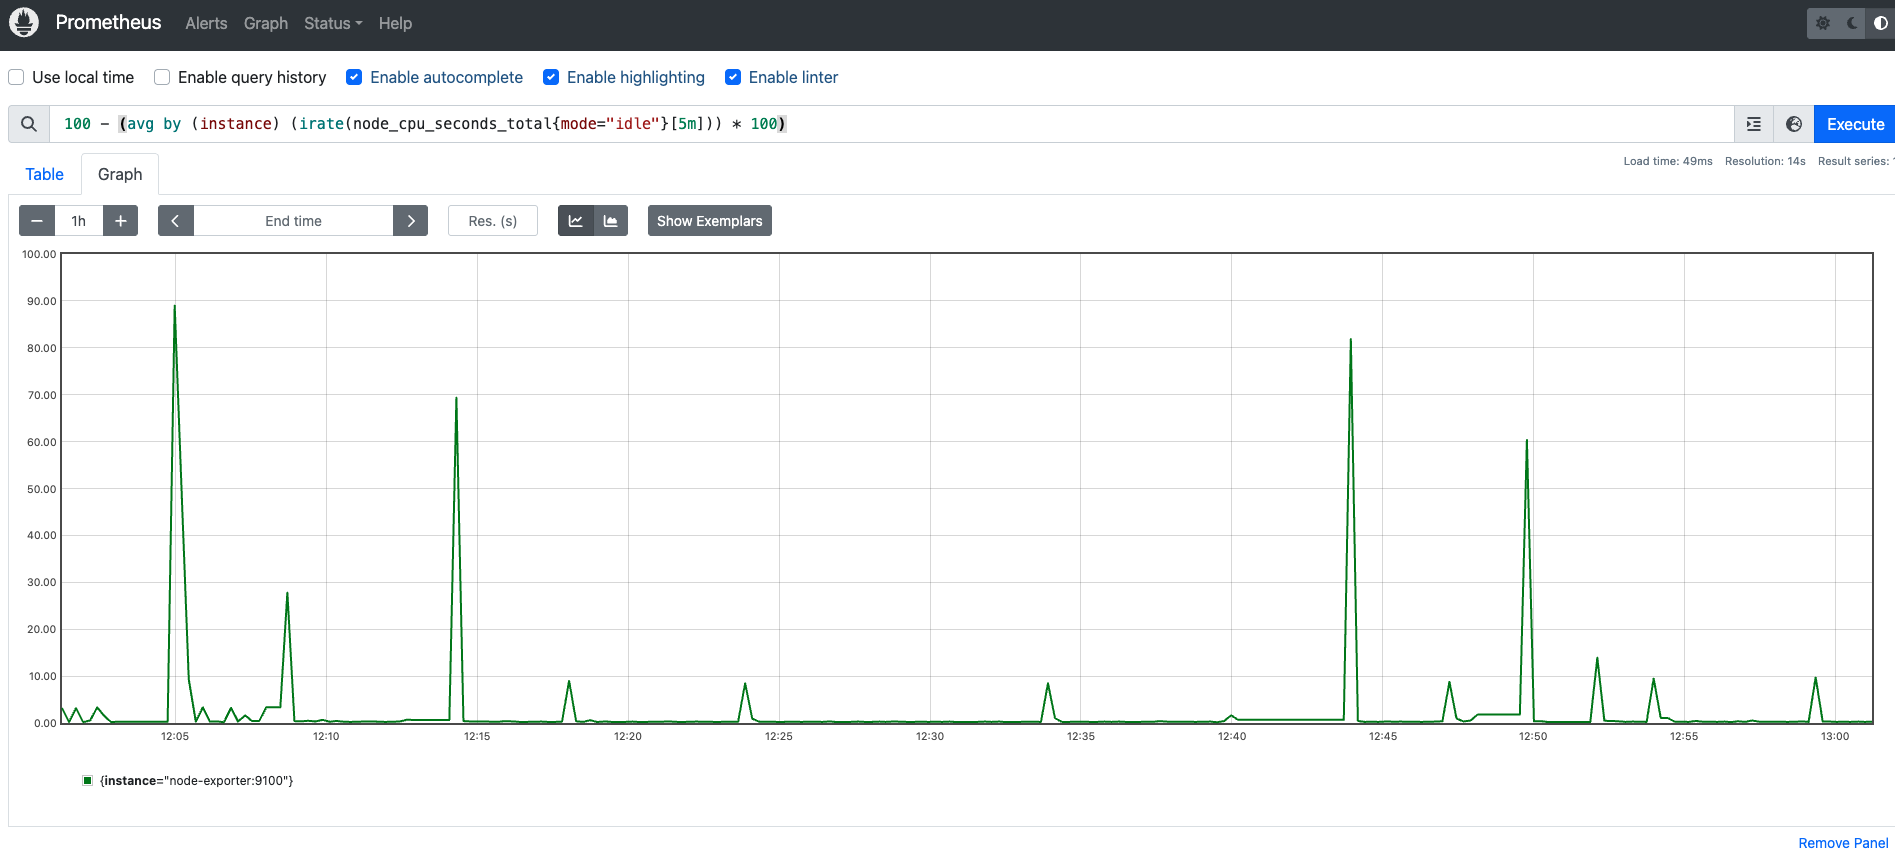 Prometheus Alerts Graph Status Help
Use local time Enable query history Enable autocomplete Enable highlighting Enable linter
100 - (avg by (instance) (irate(node_cpu_seconds_total{mode="idle"}[5m])) * 100)
Execute
Load time: 49ms Resolution: 14s Result series: 1
Table Graph
− 1h + End time Res. (s) Show Exemplars
100.00
90.00
80.00
70.00
60.00
50.00
40.00
30.00
20.00
10.00
0.00
12:05 12:10 12:15 12:20 12:25 12:30 12:35 12:40 12:45 12:50 12:55 13:00
{instance="node-exporter:9100"}
Remove Panel